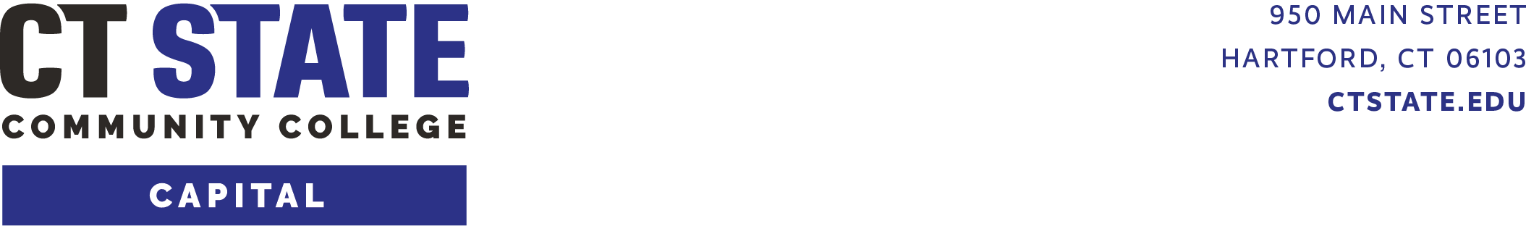 CT STATE
COMMUNITY COLLEGE
CAPITAL
950 MAIN STREET
HARTFORD, CT 06103
CTSTATE.EDU